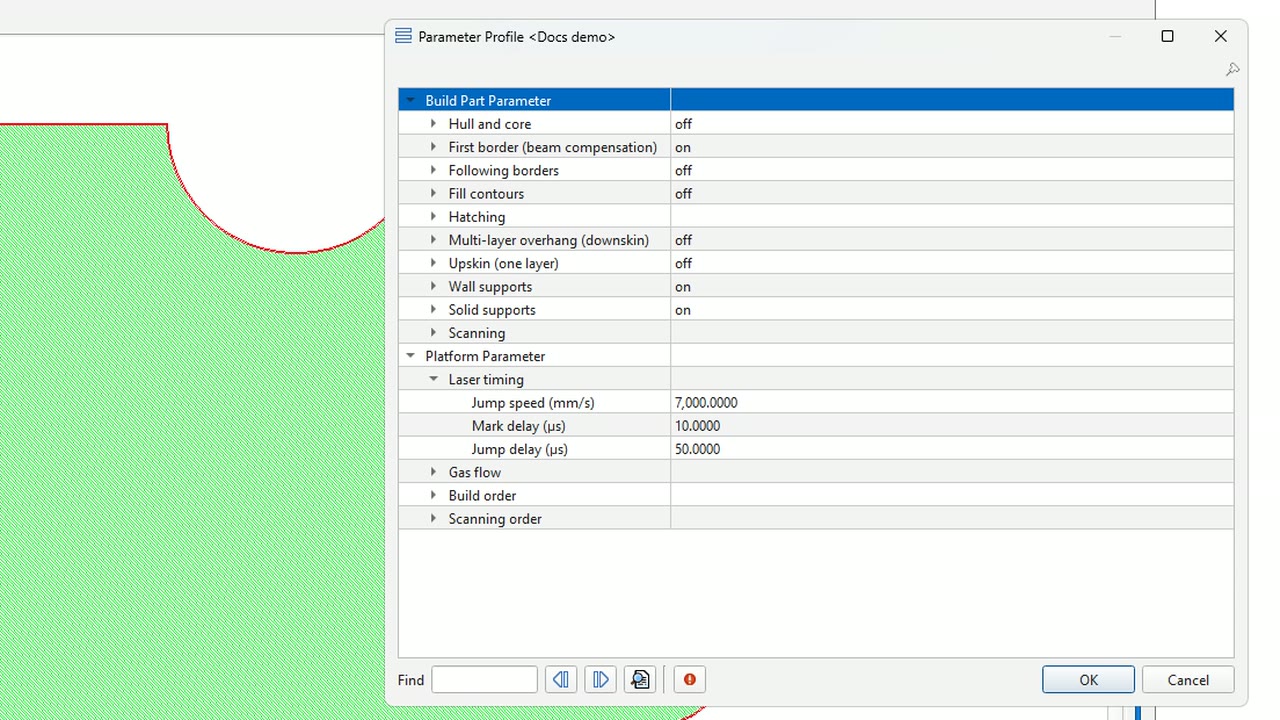 Parameter Profile <Docs demo>
Build Part Parameter
Hull and core off
First border (beam compensation) on
Following borders off
Fill contours off
Hatching
Multi-layer overhang (downskin) off
Upskin (one layer) off
Wall supports on
Solid supports on
Scanning
Platform Parameter
Laser timing
Jump speed (mm/s) 7,000.0000
Mark delay (µs) 10.0000
Jump delay (µs) 50.0000
Gas flow
Build order
Scanning order
Find OK Cancel